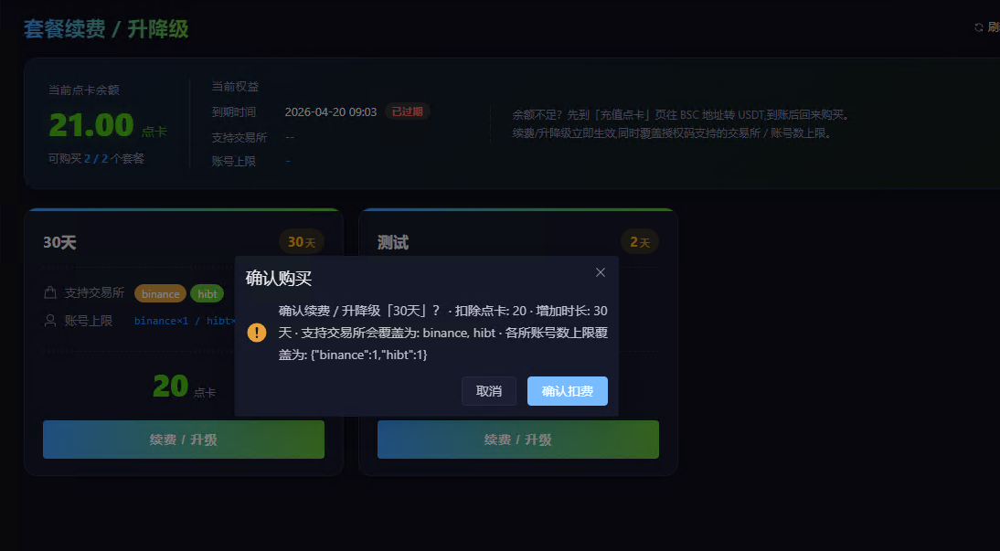 套餐续费 / 升降级
当前点卡余额
21.00 点卡
可购买 2 / 2 个套餐
当前权益
到期时间 2026-04-20 09:03 已过期
支持交易所 --
账号上限 -
余额不足？先到「充值点卡」页往 BSC 地址转 USDT,到账后回来购买。
续费/升降级立即生效,同时覆盖授权码支持的交易所 / 账号数上限。
30天 30天
支持交易所 binance hibt
账号上限 binance×1 / hibt×
20 点卡
续费 / 升级
测试 2天
续费 / 升级
确认购买
确认续费 / 升降级「30天」？ · 扣除点卡: 20 · 增加时长: 30
天 · 支持交易所会覆盖为: binance, hibt · 各所账号数上限覆
盖为: {"binance":1,"hibt":1}
取消 确认扣费